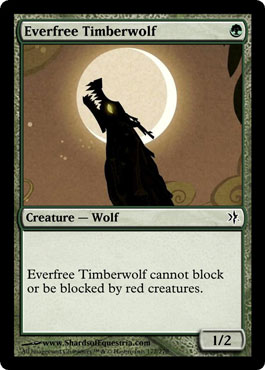 Everfree Timberwolf
Creature — Wolf
Everfree Timberwolf cannot block
or be blocked by red creatures.
www.ShardsofEquestria.com
1/2